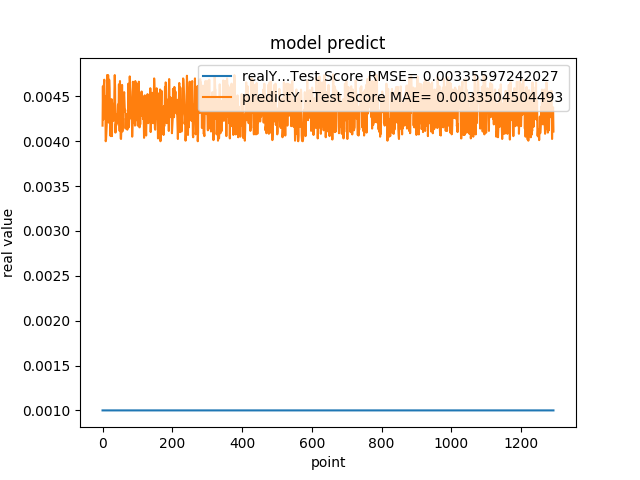 model predict
realY...Test Score RMSE= 0.00335597242027
predictY...Test Score MAE= 0.0033504504493
0.0045
0.0040
0.0035
0.0030
0.0025
0.0020
0.0015
0.0010
real value
0 200 400 600 800 1000 1200
point